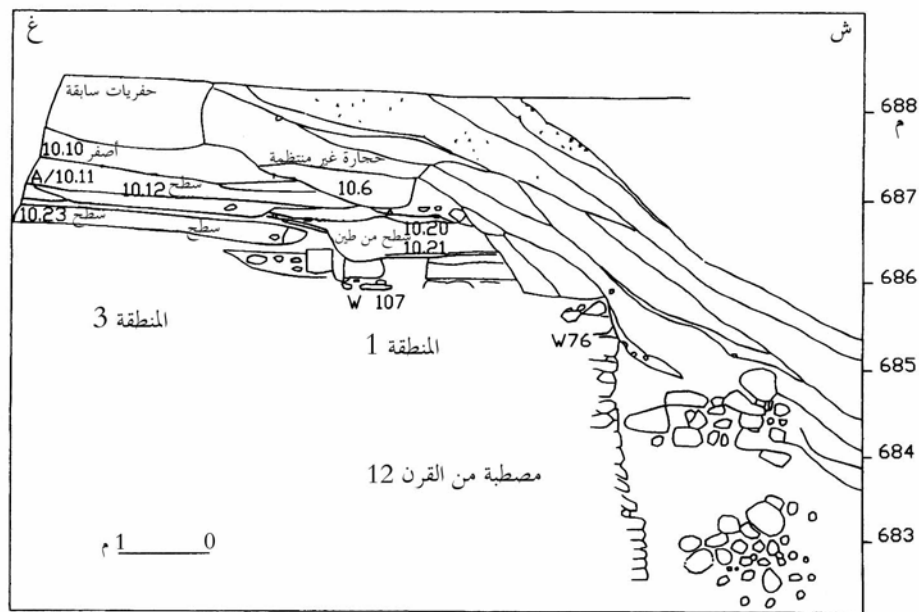 غ
ش
حفريات سابقة
688
م
10.10 أصفر
حجارة غير منتظمة
A/10.11
10.12 سطح
10.6
687
10.23 سطح
سطح
10.20
سطح من طين
10.21
686
W 107
المنطقة 3
المنطقة 1
W76
685
684
مصطبة من القرن 12
683
م 1 0